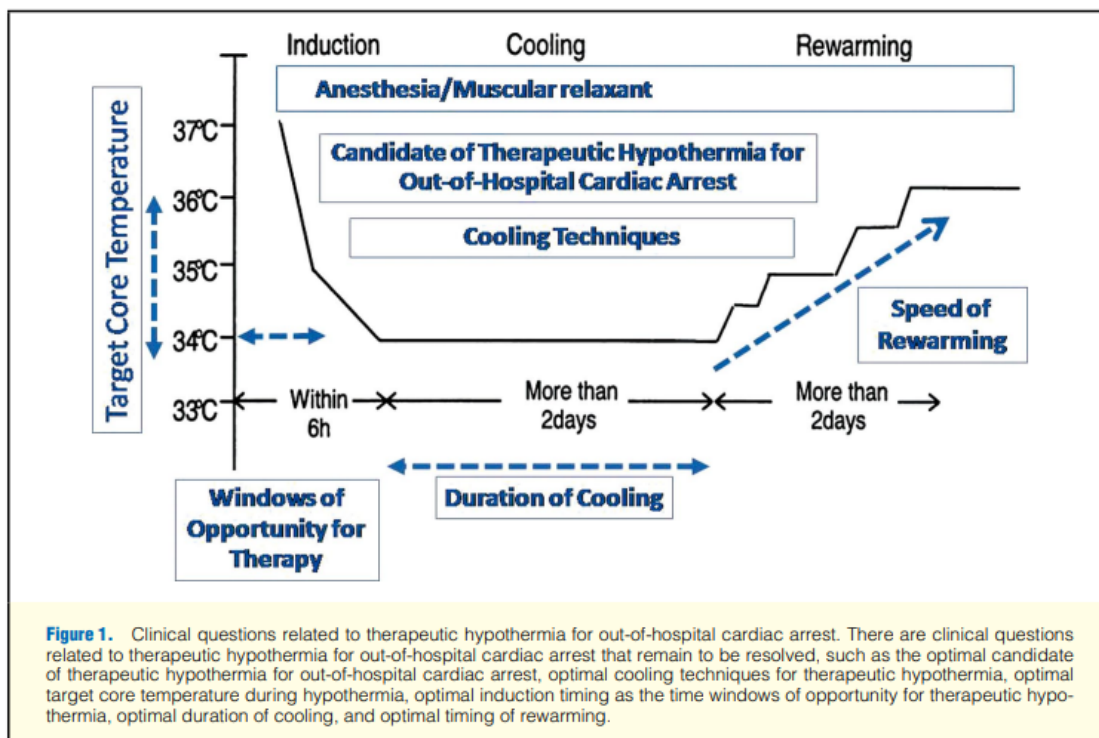 Induction
Cooling
Rewarming
Anesthesia/Muscular relaxant
Target Core Temperature
37°C
Candidate of Therapeutic Hypothermia for
Out-of-Hospital Cardiac Arrest
36°C
Cooling Techniques
35°C
Speed of
Rewarming
34°C
33°C
Within
6h
More than
2days
More than
2days
Windows of
Opportunity for
Therapy
Duration of Cooling
Figure 1. Clinical questions related to therapeutic hypothermia for out-of-hospital cardiac arrest. There are clinical questions
related to therapeutic hypothermia for out-of-hospital cardiac arrest that remain to be resolved, such as the optimal candidate
of therapeutic hypothermia for out-of-hospital cardiac arrest, optimal cooling techniques for therapeutic hypothermia, optimal
target core temperature during hypothermia, optimal induction timing as the time windows of opportunity for therapeutic hypo-
thermia, optimal duration of cooling, and optimal timing of rewarming.